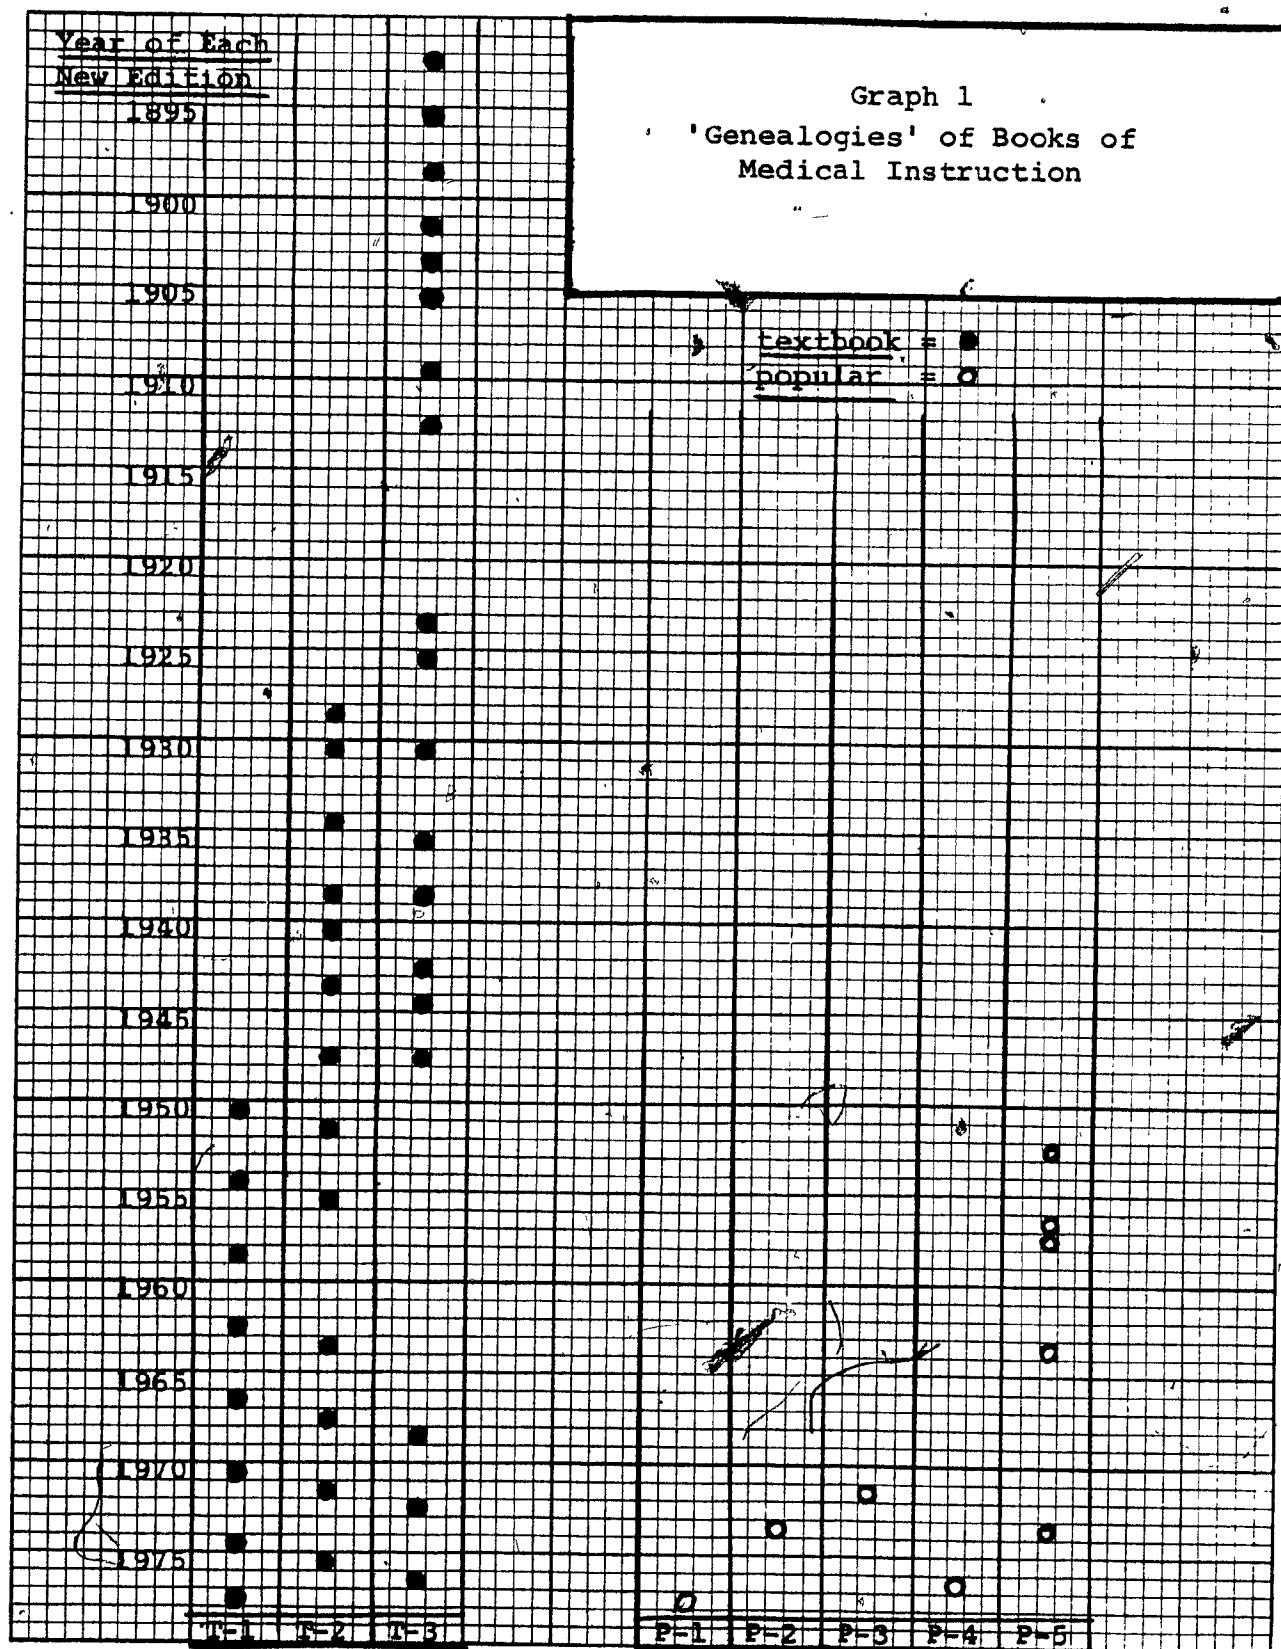 Year of Each
New Edition
1895
Graph 1
'Genealogies' of Books of
Medical Instruction
1900
1905
textbook =
popular =
1910
1915
1920
1925
1930
1935
1940
1945
1950
1955
1960
1965
1970
1975
T-1 T-2 T-3 P-1 P-2 P-3 P-4 P-5